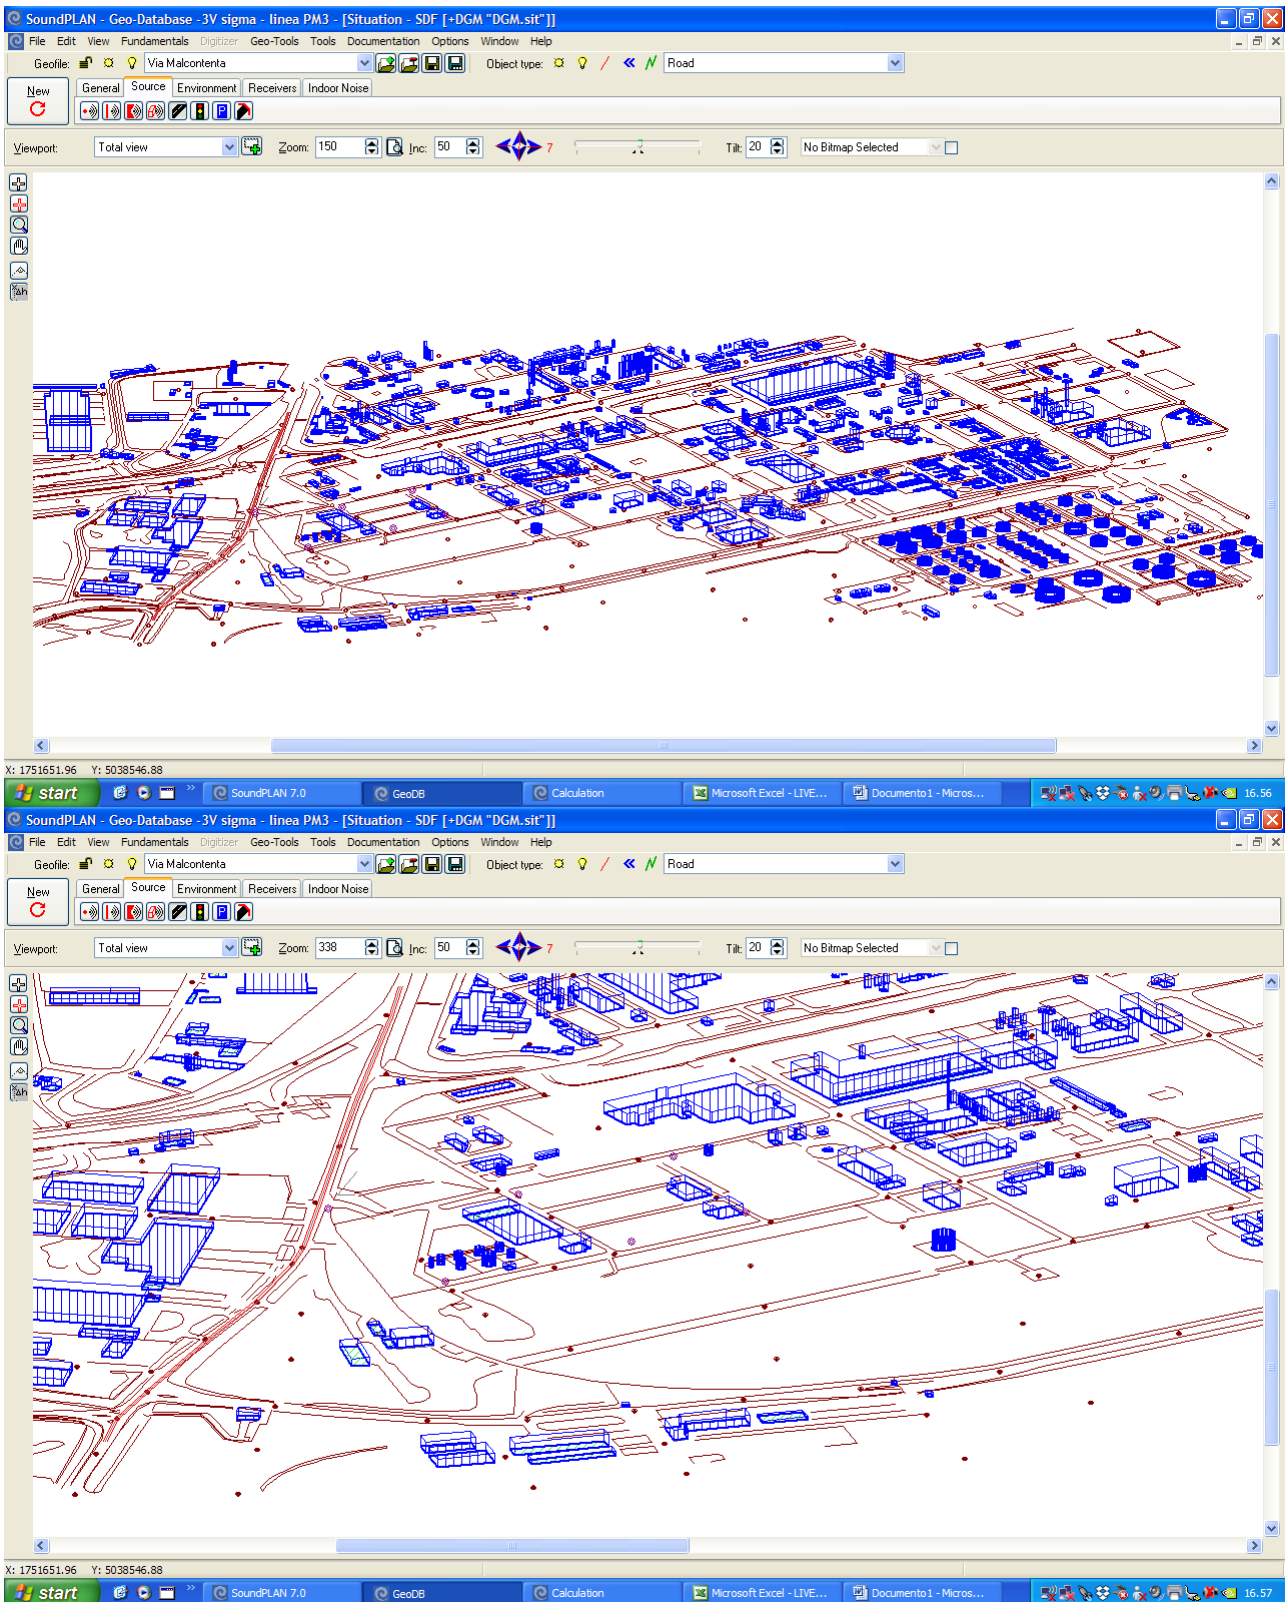 SoundPLAN - Geo-Database -3V sigma - linea PM3 - [Situation - SDF [+DGM "DGM.sit"]]
File Edit View Fundamentals Digitizer Geo-Tools Tools Documentation Options Window Help
Geofile: Via Malcontenta Object type: Road
New General Source Environment Receivers Indoor Noise
Viewport: Total view Zoom: 150 Inc: 50 7 Tilt: 20 No Bitmap Selected
X: 1751651.96 Y: 5038546.88
start SoundPLAN 7.0 GeoDB Calculation Microsoft Excel - LIVE... Documento1 - Micros... 16.56
SoundPLAN - Geo-Database -3V sigma - linea PM3 - [Situation - SDF [+DGM "DGM.sit"]]
File Edit View Fundamentals Digitizer Geo-Tools Tools Documentation Options Window Help
Geofile: Via Malcontenta Object type: Road
New General Source Environment Receivers Indoor Noise
Viewport: Total view Zoom: 338 Inc: 50 7 Tilt: 20 No Bitmap Selected
X: 1751651.96 Y: 5038546.88
start SoundPLAN 7.0 GeoDB Calculation Microsoft Excel - LIVE... Documento1 - Micros... 16.57